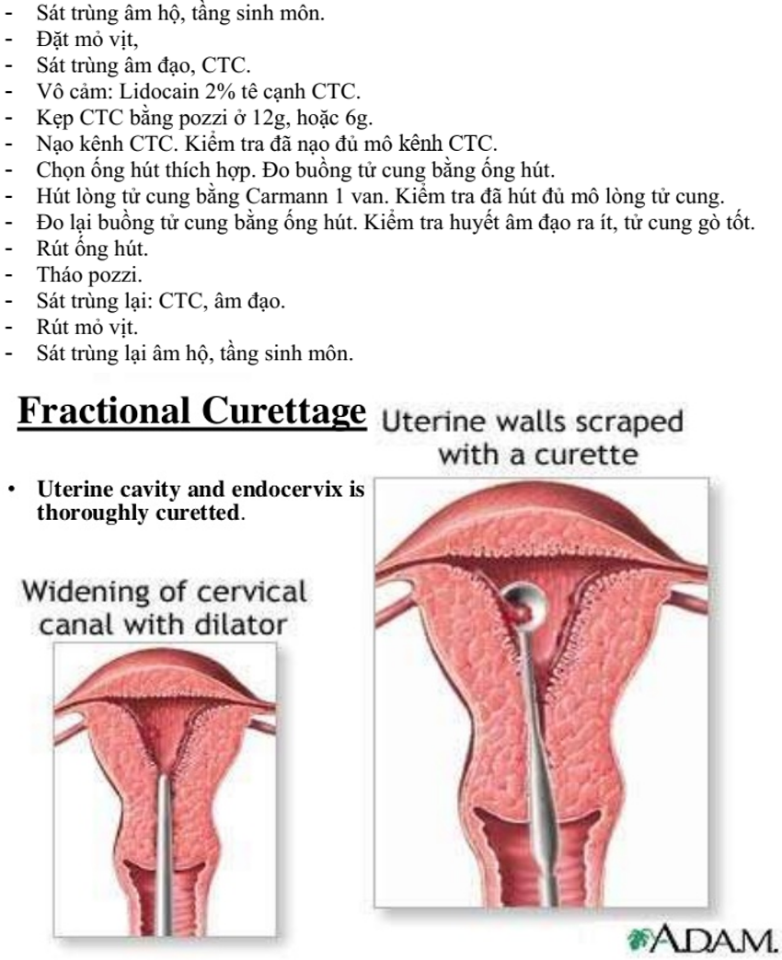 - Sát trùng âm hộ, tầng sinh môn.
- Đặt mỏ vịt,
- Sát trùng âm đạo, CTC.
- Vô cảm: Lidocain 2% tê cạnh CTC.
- Kẹp CTC bằng pozzi ở 12g, hoặc 6g.
- Nạo kênh CTC. Kiểm tra đã nạo đủ mô kênh CTC.
- Chọn ống hút thích hợp. Đo buồng tử cung bằng ống hút.
- Hút lòng tử cung bằng Carmann 1 van. Kiểm tra đã hút đủ mô lòng tử cung.
- Đo lại buồng tử cung bằng ống hút. Kiểm tra huyết âm đạo ra ít, tử cung gò tốt.
- Rút ống hút.
- Tháo pozzi.
- Sát trùng lại: CTC, âm đạo.
- Rút mỏ vịt.
- Sát trùng lại âm hộ, tầng sinh môn.
Fractional Curettage
• Uterine cavity and endocervix is
thoroughly curetted.
Uterine walls scraped
with a curette
Widening of cervical
canal with dilator
A.D.A.M.